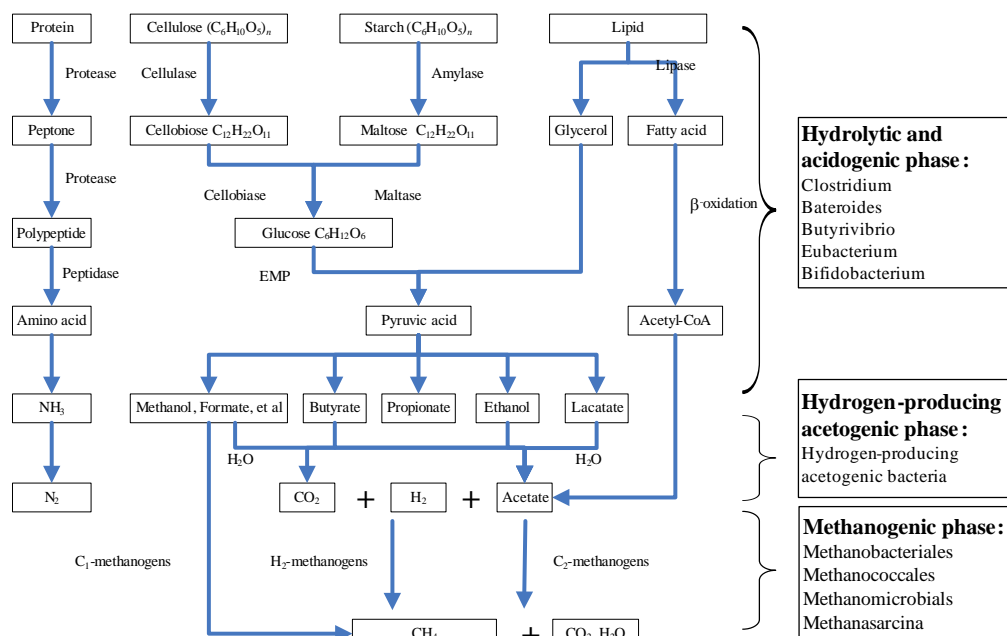 Protein
Cellulose (C₆H₁₀O₅)ₙ
Starch (C₆H₁₀O₅)ₙ
Lipid
Protease
Cellulase
Amylase
Lipase
Peptone
Cellobiose C₁₂H₂₂O₁₁
Maltose C₁₂H₂₂O₁₁
Glycerol
Fatty acid
Protease
Cellobiase
Maltase
β-oxidation
Polypeptide
Glucose C₆H₁₂O₆
Peptidase
EMP
Amino acid
Pyruvic acid
Acetyl-CoA
NH₃
Methanol, Formate, et al
Butyrate
Propionate
Ethanol
Lacatate
H₂O
H₂O
N₂
CO₂
+
H₂
+
Acetate
C₁-methanogens
H₂-methanogens
C₂-methanogens
CH₄
+
CO₂, H₂O
Hydrolytic and
acidogenic phase:
Clostridium
Bateroides
Butyrivibrio
Eubacterium
Bifidobacterium
Hydrogen-producing
acetogenic phase:
Hydrogen-producing
acetogenic bacteria
Methanogenic phase:
Methanobacteriales
Methanococcales
Methanomicrobials
Methanasarcina